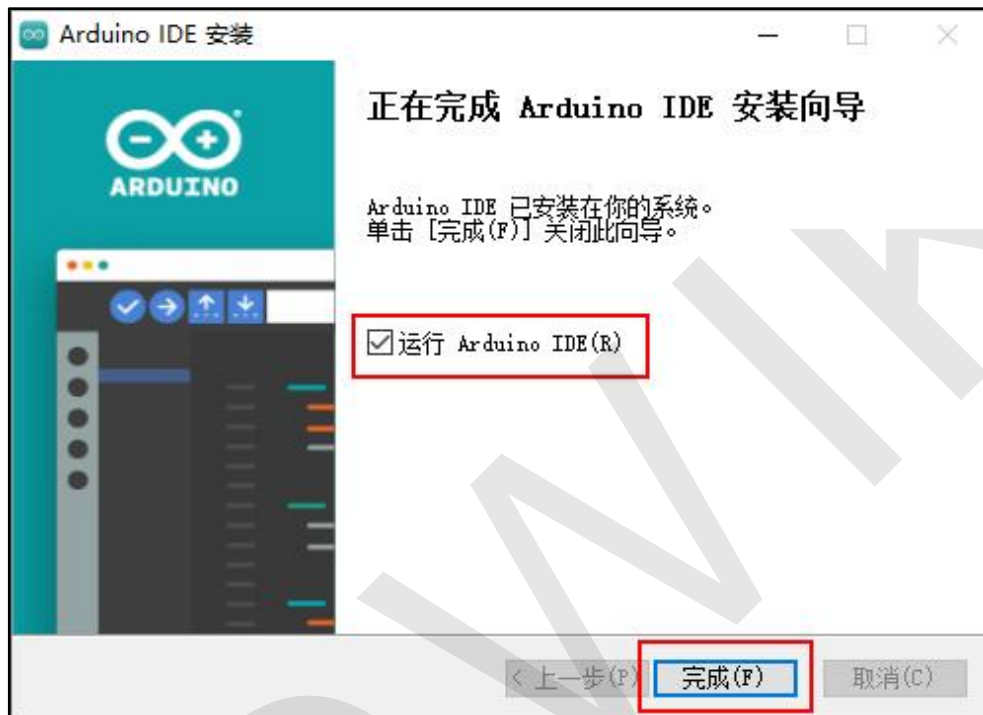 Arduino IDE 安装
ARDUINO
正在完成 Arduino IDE 安装向导
Arduino IDE 已安装在你的系统。
单击 [完成(F)] 关闭此向导。
运行 Arduino IDE(R)
< 上一步(P) 完成(F) 取消(C)